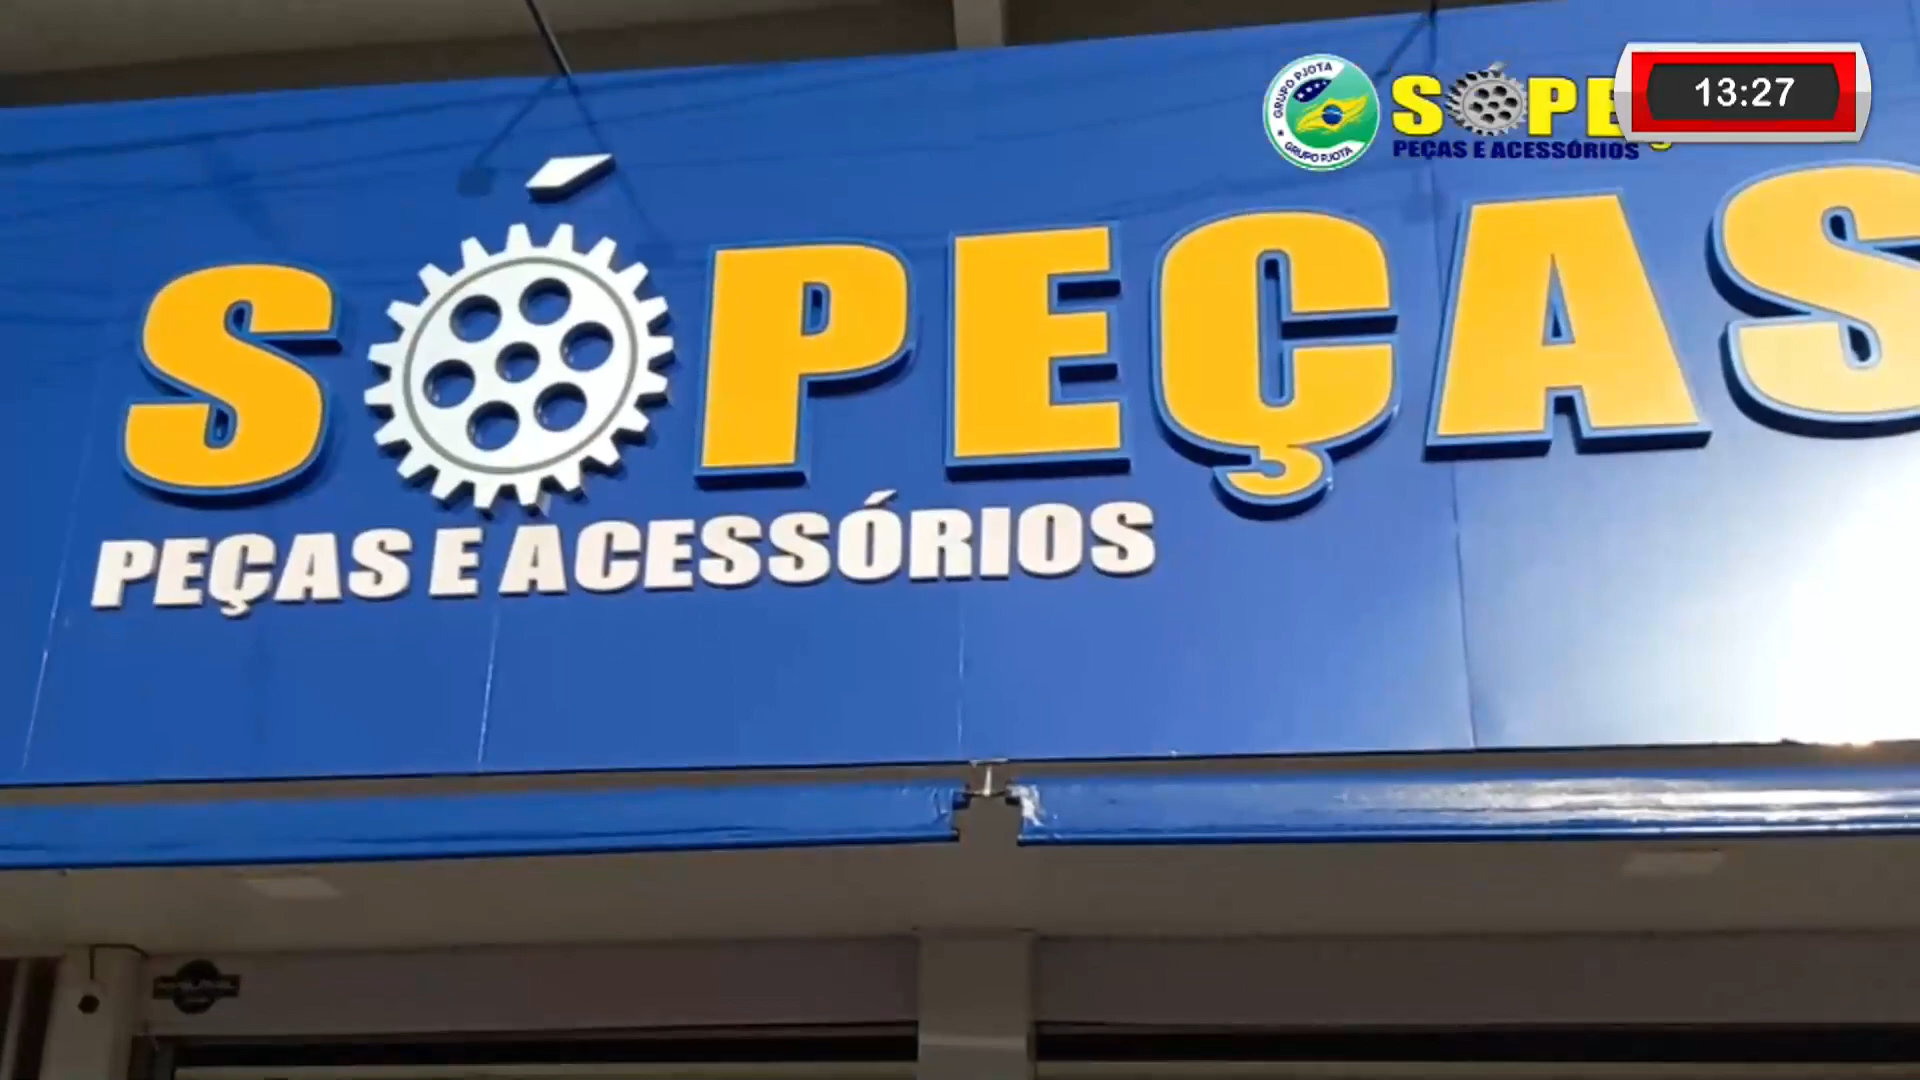 GRUPO PJOTA
GRUPO PJOTA
SÓPE
PEÇAS E ACESSÓRIOS
13:27
SÓPEÇAS
PEÇAS E ACESSÓRIOS